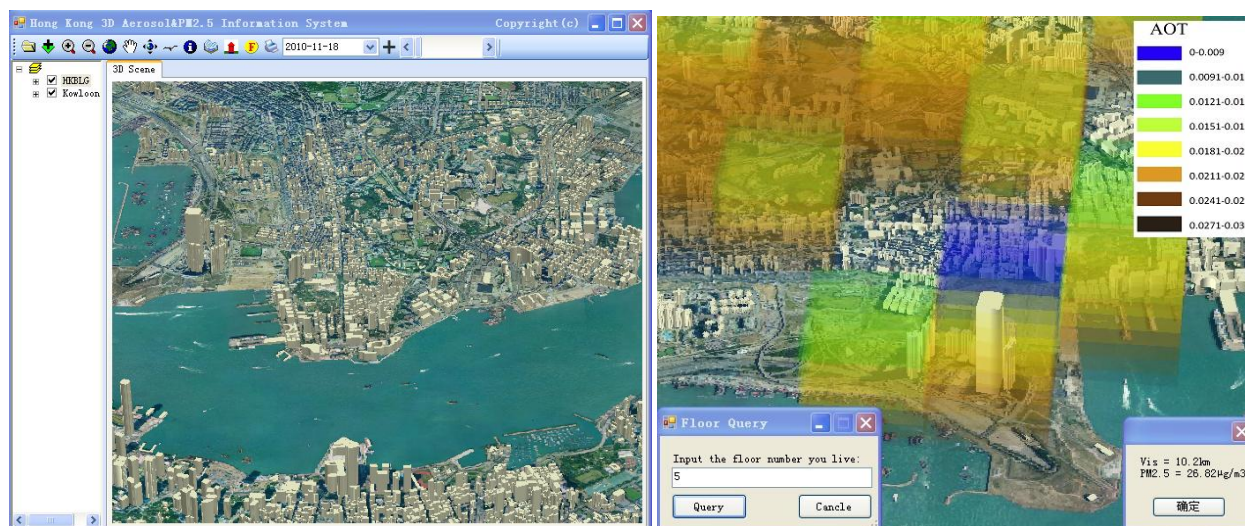 Hong Kong 3D Aerosol&PM2.5 Information System Copyright(c)
2010-11-18
HKBLG
Kowloon
3D Scene
AOT
0-0.009
0.0091-0.01
0.0121-0.01
0.0151-0.01
0.0181-0.02
0.0211-0.02
0.0241-0.02
0.0271-0.03
Floor Query
Input the floor number you live:
5
Query
Cancle
Vis = 10.2km
PM2.5 = 26.82μg/m3
确定